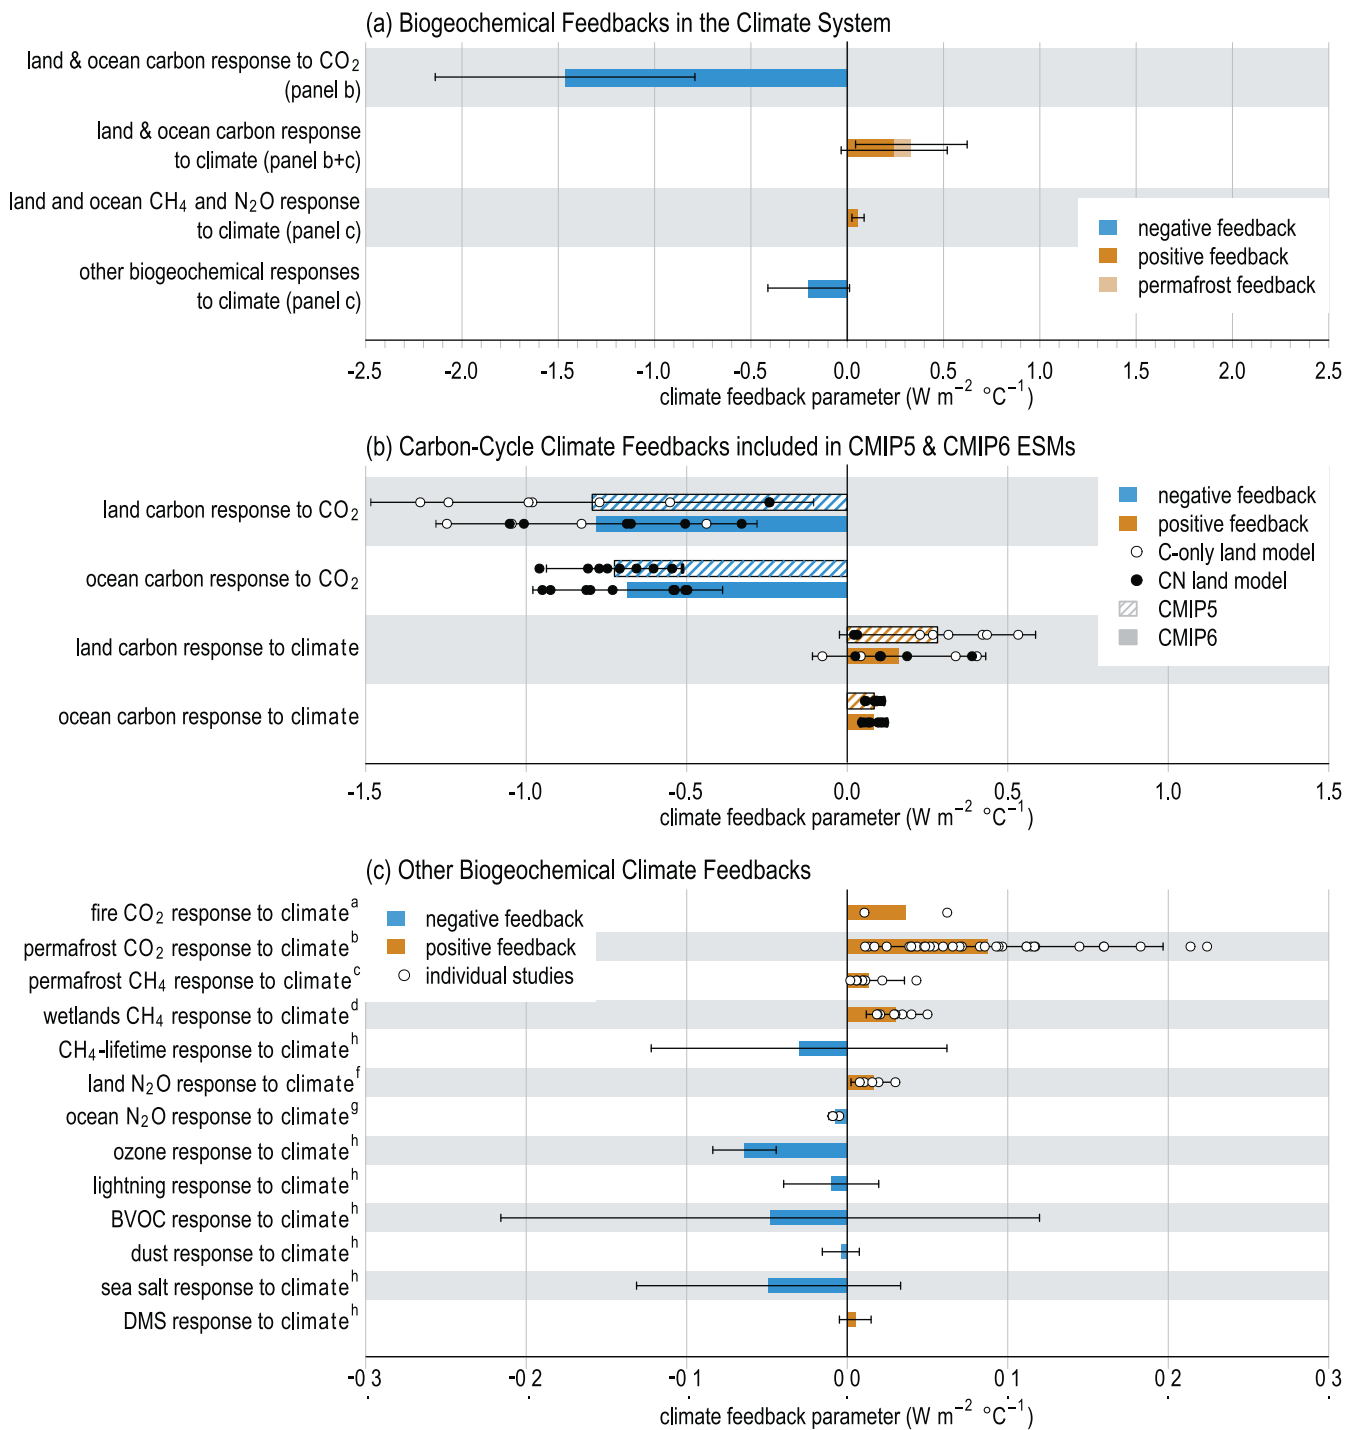 (a) Biogeochemical Feedbacks in the Climate System
land & ocean carbon response to CO₂
(panel b)
land & ocean carbon response
to climate (panel b+c)
land and ocean CH₄ and N₂O response
to climate (panel c)
other biogeochemical responses
to climate (panel c)
negative feedback
positive feedback
permafrost feedback
-2.5 -2.0 -1.5 -1.0 -0.5 0.0 0.5 1.0 1.5 2.0 2.5
climate feedback parameter (W m⁻² °C⁻¹)
(b) Carbon-Cycle Climate Feedbacks included in CMIP5 & CMIP6 ESMs
land carbon response to CO₂
ocean carbon response to CO₂
land carbon response to climate
ocean carbon response to climate
negative feedback
positive feedback
C-only land model
CN land model
CMIP5
CMIP6
-1.5 -1.0 -0.5 0.0 0.5 1.0 1.5
climate feedback parameter (W m⁻² °C⁻¹)
(c) Other Biogeochemical Climate Feedbacks
fire CO₂ response to climateᵃ
permafrost CO₂ response to climateᵇ
permafrost CH₄ response to climateᶜ
wetlands CH₄ response to climateᵈ
CH₄-lifetime response to climateʰ
land N₂O response to climateᶠ
ocean N₂O response to climateᵍ
ozone response to climateʰ
lightning response to climateʰ
BVOC response to climateʰ
dust response to climateʰ
sea salt response to climateʰ
DMS response to climateʰ
negative feedback
positive feedback
individual studies
-0.3 -0.2 -0.1 0.0 0.1 0.2 0.3
climate feedback parameter (W m⁻² °C⁻¹)